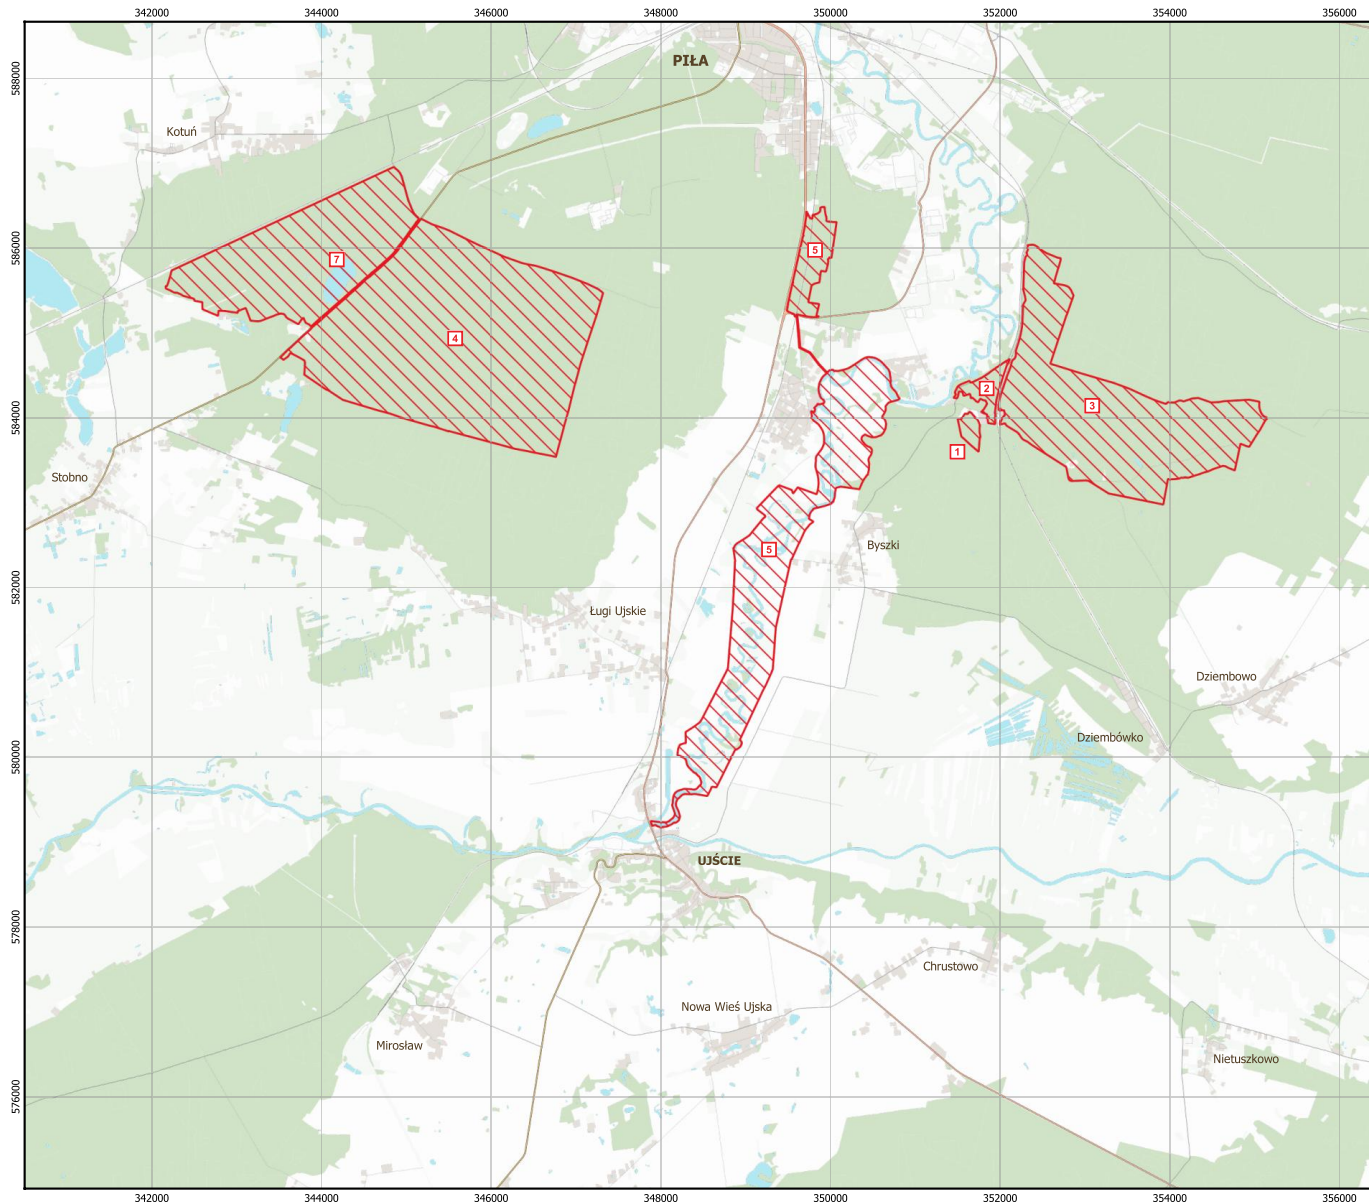 342000 344000 346000 348000 350000 352000 354000 356000
588000
PIŁA
Kotuń
586000
5
7
4
584000
2
3
1
Stobno
5
Byszki
582000
Ługi Ujskie
Dziembowo
Dziembówko
580000
UJŚCIE
578000
Chrustowo
Nowa Wieś Ujska
Mirosław
Nietuszkowo
576000
342000 344000 346000 348000 350000 352000 354000 356000